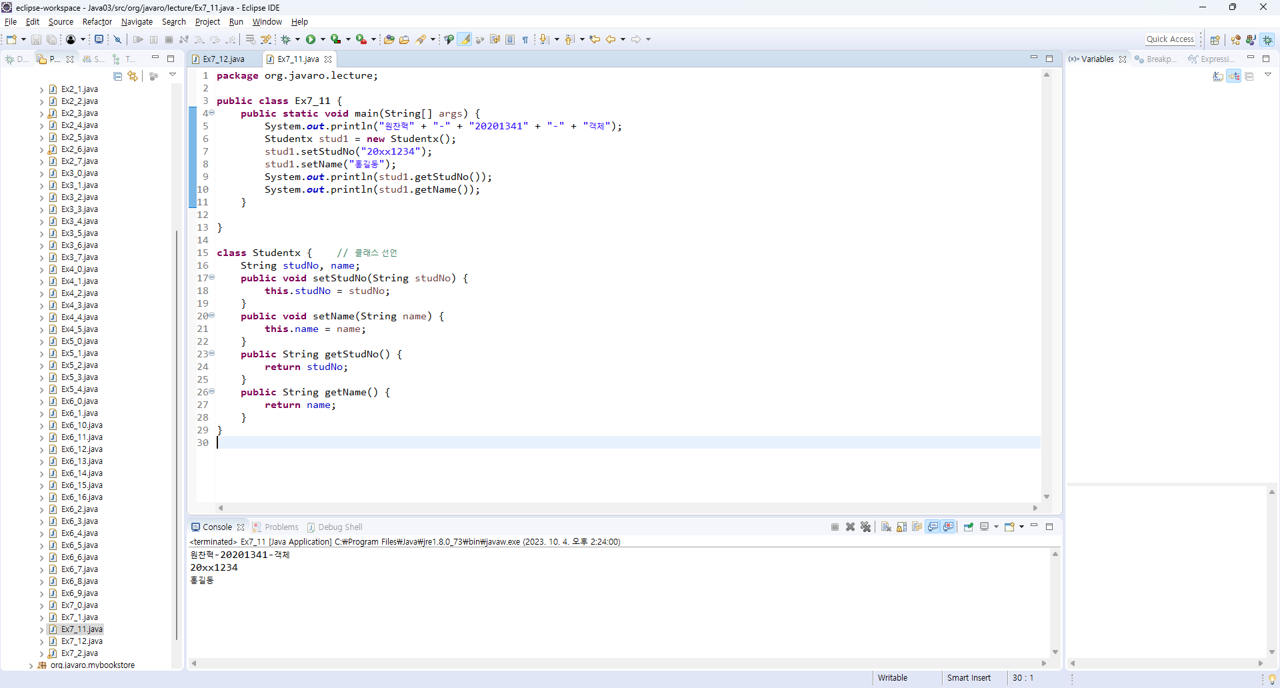 eclipse-workspace - Java03/src/org/javaro/lecture/Ex7_11.java - Eclipse IDE
File Edit Source Refactor Navigate Search Project Run Window Help
Quick Access
D... P... S... T...
Ex7_12.java Ex7_11.java
(x)= Variables Breakp... Expressi...
Ex2_1.java
Ex2_2.java
Ex2_3.java
Ex2_4.java
Ex2_5.java
Ex2_6.java
Ex2_7.java
Ex3_0.java
Ex3_1.java
Ex3_2.java
Ex3_3.java
Ex3_4.java
Ex3_5.java
Ex3_6.java
Ex3_7.java
Ex4_0.java
Ex4_1.java
Ex4_2.java
Ex4_3.java
Ex4_4.java
Ex4_5.java
Ex5_0.java
Ex5_1.java
Ex5_2.java
Ex5_3.java
Ex5_4.java
Ex6_0.java
Ex6_1.java
Ex6_10.java
Ex6_11.java
Ex6_12.java
Ex6_13.java
Ex6_14.java
Ex6_15.java
Ex6_16.java
Ex6_2.java
Ex6_3.java
Ex6_4.java
Ex6_5.java
Ex6_6.java
Ex6_7.java
Ex6_8.java
Ex6_9.java
Ex7_0.java
Ex7_1.java
Ex7_11.java
Ex7_12.java
Ex7_2.java
org.javaro.mybookstore
1 package org.javaro.lecture;
2
3 public class Ex7_11 {
4 public static void main(String[] args) {
5 System.out.println("원찬혁" + "-" + "20201341" + "-" + "객체");
6 Studentx stud1 = new Studentx();
7 stud1.setStudNo("20xx1234");
8 stud1.setName("홍길동");
9 System.out.println(stud1.getStudNo());
10 System.out.println(stud1.getName());
11 }
12
13 }
14
15 class Studentx { // 클래스 선언
16 String studNo, name;
17 public void setStudNo(String studNo) {
18 this.studNo = studNo;
19 }
20 public void setName(String name) {
21 this.name = name;
22 }
23 public String getStudNo() {
24 return studNo;
25 }
26 public String getName() {
27 return name;
28 }
29 }
30
Console Problems Debug Shell
<terminated> Ex7_11 [Java Application] C:₩Program Files₩Java₩jre1.8.0_73₩bin₩javaw.exe (2023. 10. 4. 오후 2:24:00)
원찬혁-20201341-객체
20xx1234
홍길동
Writable Smart Insert 30 : 1